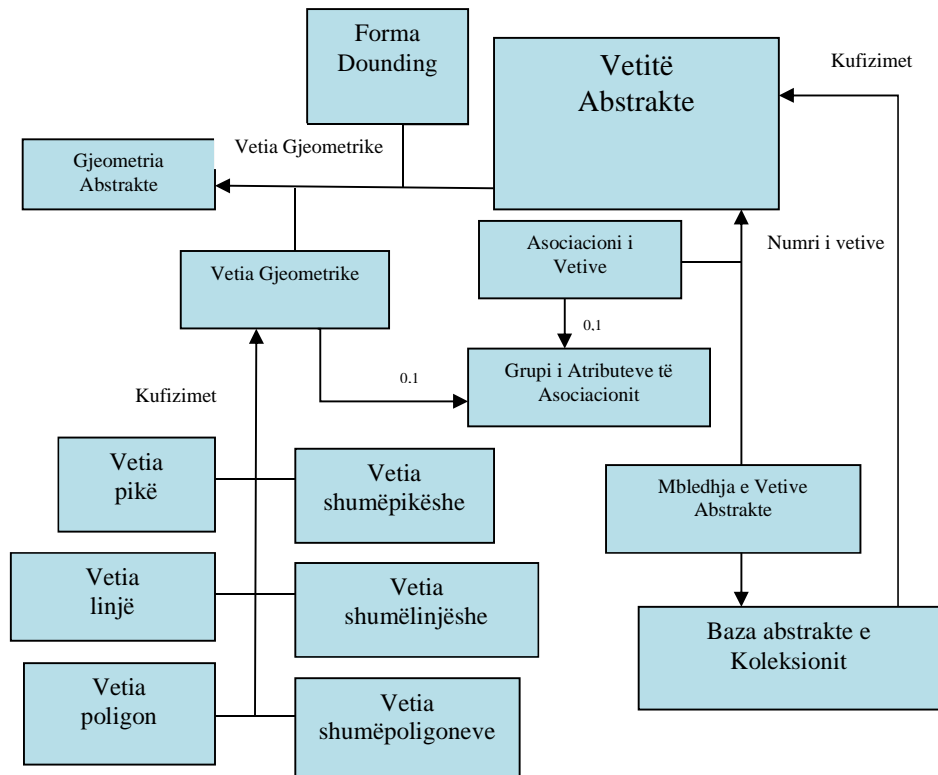 Forma
Dounding
Vetitë
Abstrakte
Kufizimet
Vetia Gjeometrike
Gjeometria
Abstrakte
Asociacioni i
Vetive
Numri i vetive
Vetia Gjeometrike
0.1
Grupi i Atributeve të
Asociacionit
0.1
Kufizimet
Vetia
pikë
Vetia
shumëpikëshe
Mbledhja e Vetive
Abstrakte
Vetia
linjë
Vetia
shumëlinjëshe
Baza abstrakte e
Koleksionit
Vetia
poligon
Vetia
shumëpoligoneve